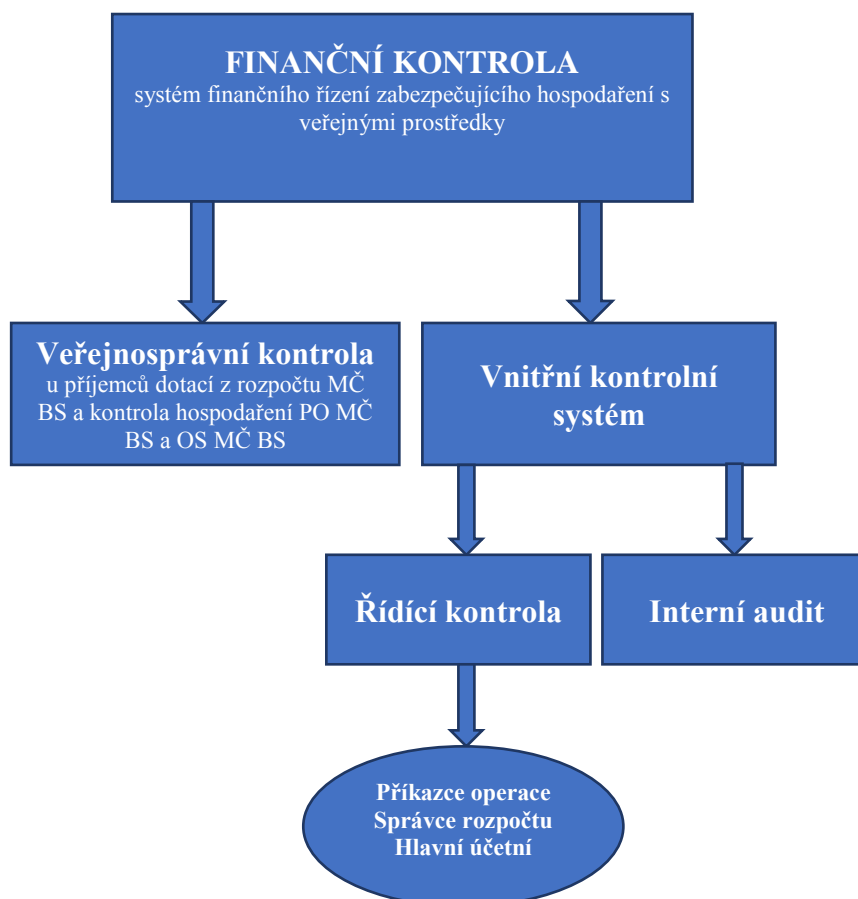 FINANČNÍ KONTROLA
systém finančního řízení zabezpečujícího hospodaření s
veřejnými prostředky
Veřejnosprávní kontrola
u příjemců dotací z rozpočtu MČ
BS a kontrola hospodaření PO MČ
BS a OS MČ BS
Vnitřní kontrolní
systém
Řídící kontrola
Interní audit
Příkazce operace
Správce rozpočtu
Hlavní účetní